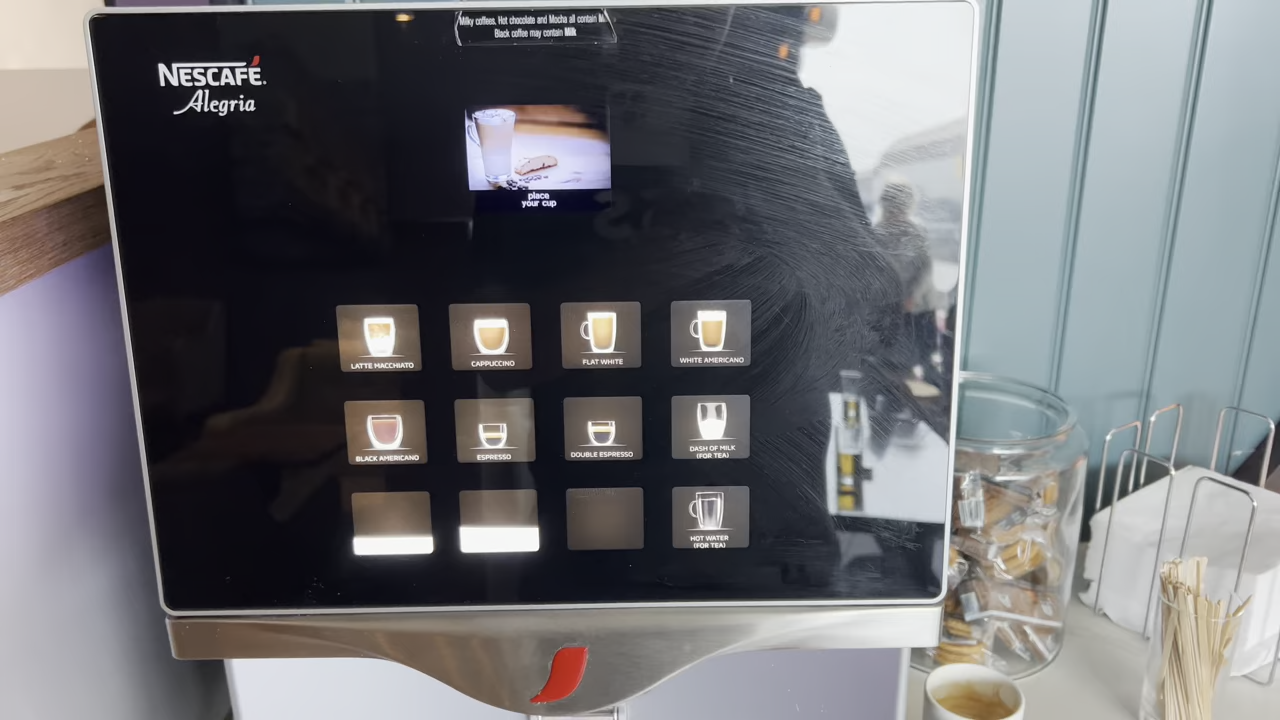 Milky coffees, Hot chocolate and Mocha all contain
Black coffee may contain Milk
NESCAFÉ.
Alegria
place
your cup
LATTE MACCHIATO
CAPPUCCINO
FLAT WHITE
WHITE AMERICANO
BLACK AMERICANO
ESPRESSO
DOUBLE ESPRESSO
DASH OF MILK
(FOR TEA)
HOT WATER
(FOR TEA)